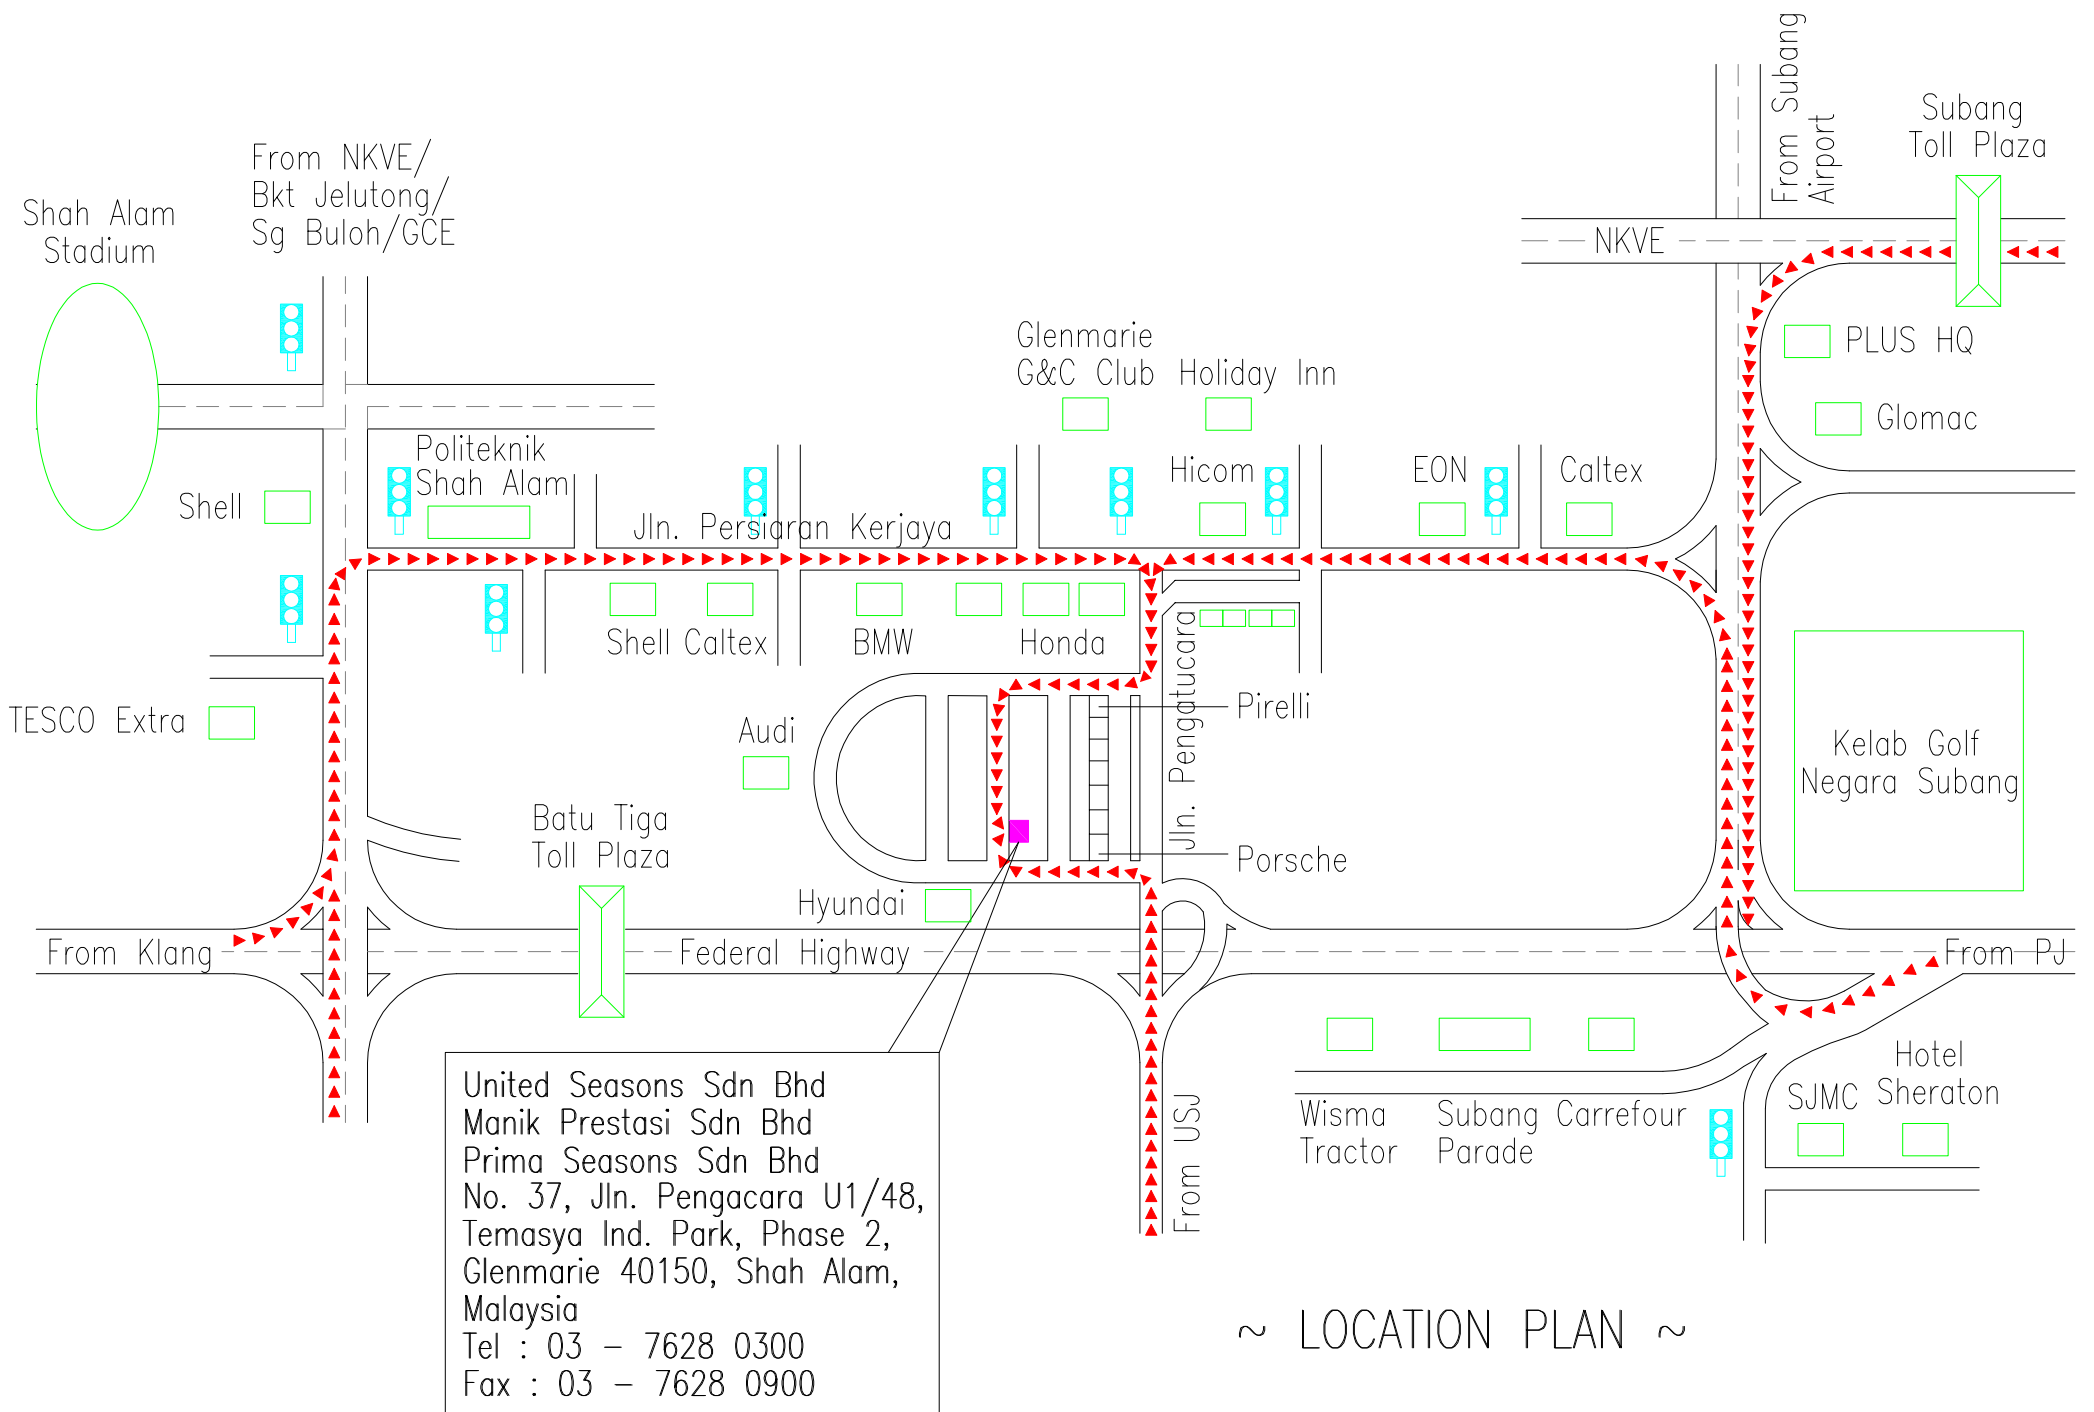 From Subang
Airport
Subang
Toll Plaza
From NKVE/
Bkt Jelutong/
Sg Buloh/GCE
Shah Alam
Stadium
NKVE
PLUS HQ
Glenmarie
G&C Club
Holiday Inn
Glomac
Politeknik
Shah Alam
Shell
Hicom
EON
Caltex
Jln. Persiaran Kerjaya
Shell
Caltex
BMW
Honda
Jln. Pengatucara
TESCO Extra
Audi
Pirelli
Kelab Golf
Negara Subang
Batu Tiga
Toll Plaza
Porsche
Hyundai
From Klang
Federal Highway
From PJ
United Seasons Sdn Bhd
Manik Prestasi Sdn Bhd
Prima Seasons Sdn Bhd
No. 37, Jln. Pengacara U1/48,
Temasya Ind. Park, Phase 2,
Glenmarie 40150, Shah Alam,
Malaysia
Tel : 03 - 7628 0300
Fax : 03 - 7628 0900
From USJ
Wisma
Tractor
Subang
Parade
Carrefour
SJMC
Hotel
Sheraton
~ LOCATION PLAN ~